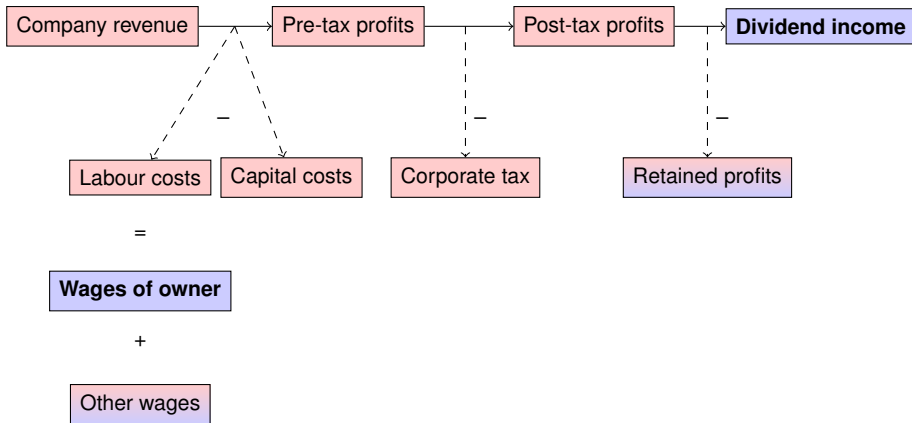 Company revenue
Pre-tax profits
Post-tax profits
Dividend income
–
–
–
Labour costs
Capital costs
Corporate tax
Retained profits
=
Wages of owner
+
Other wages